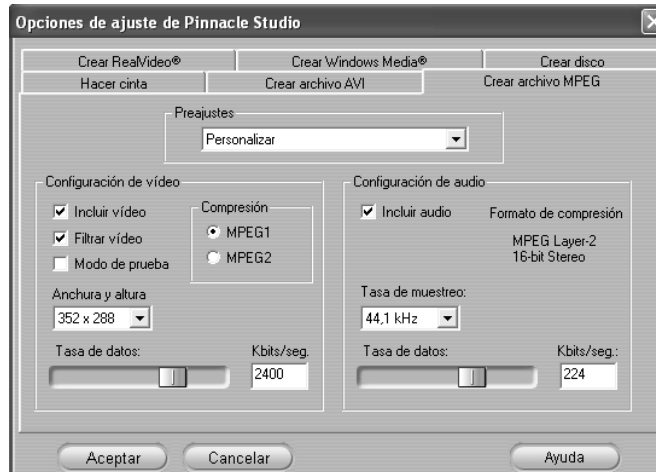 Opciones de ajuste de Pinnacle Studio
Crear RealVideo® Crear Windows Media® Crear disco
Hacer cinta Crear archivo AVI Crear archivo MPEG
Preajustes
Personalizar
Configuración de vídeo
Incluir vídeo
Filtrar vídeo
Modo de prueba
Compresión
MPEG1
MPEG2
Anchura y altura
352 x 288
Tasa de datos: Kbits/seg.
2400
Configuración de audio
Incluir audio
Formato de compresión
MPEG Layer-2
16-bit Stereo
Tasa de muestreo:
44,1 kHz
Tasa de datos: Kbits/seg.:
224
Aceptar Cancelar Ayuda